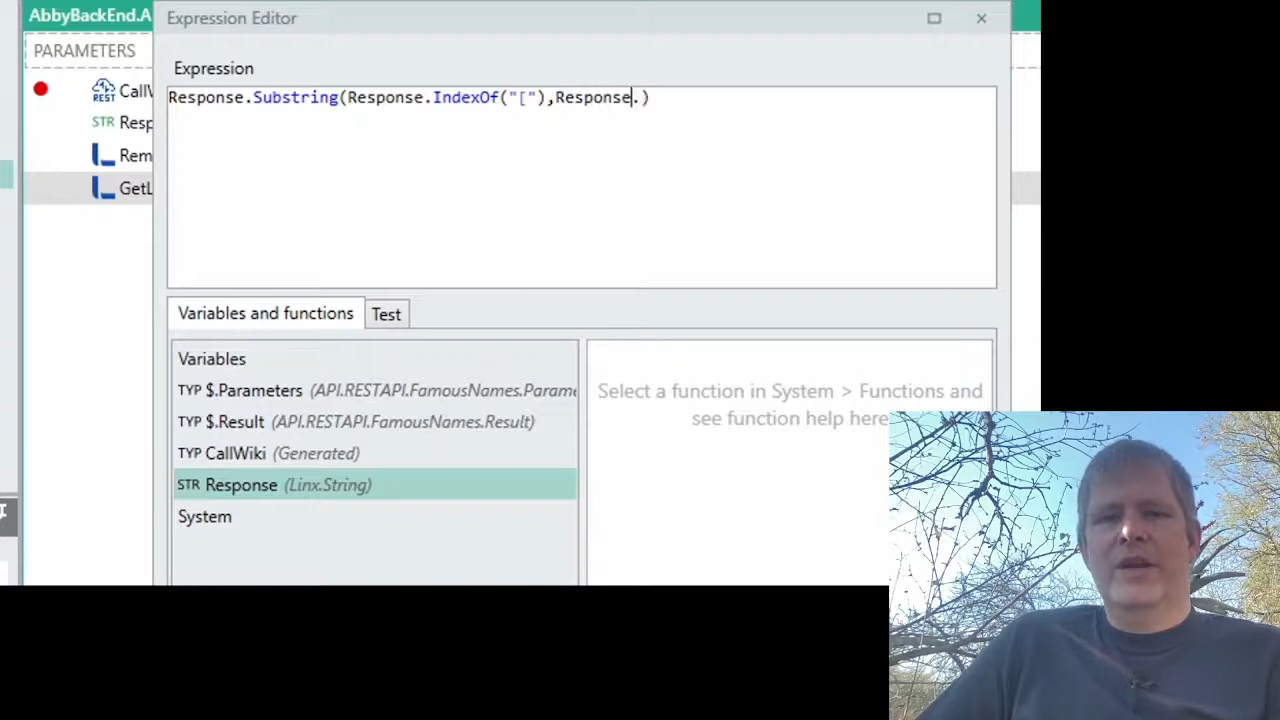 AbbyBackEnd.A
Expression Editor
PARAMETERS
Expression
REST CallW
Response.Substring(Response.IndexOf("["),Response.)
STR Resp
Rem
GetL
Variables and functions
Test
Variables
TYP $.Parameters (API.RESTAPI.FamousNames.Parame
Select a function in System > Functions and
see function help here
TYP $.Result (API.RESTAPI.FamousNames.Result)
TYP CallWiki (Generated)
STR Response (Linx.String)
System